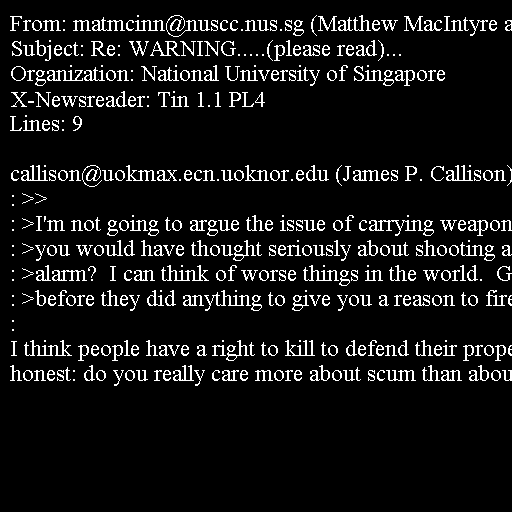 From: matmcinn@nuscc.nus.sg (Matthew MacIntyre a
Subject: Re: WARNING.....(please read)...
Organization: National University of Singapore
X-Newsreader: Tin 1.1 PL4
Lines: 9

callison@uokmax.ecn.uoknor.edu (James P. Callison)
: >>
: >I'm not going to argue the issue of carrying weapon
: >you would have thought seriously about shooting a
: >alarm?  I can think of worse things in the world.  G
: >before they did anything to give you a reason to fire
:
I think people have a right to kill to defend their prope
honest: do you really care more about scum than abou